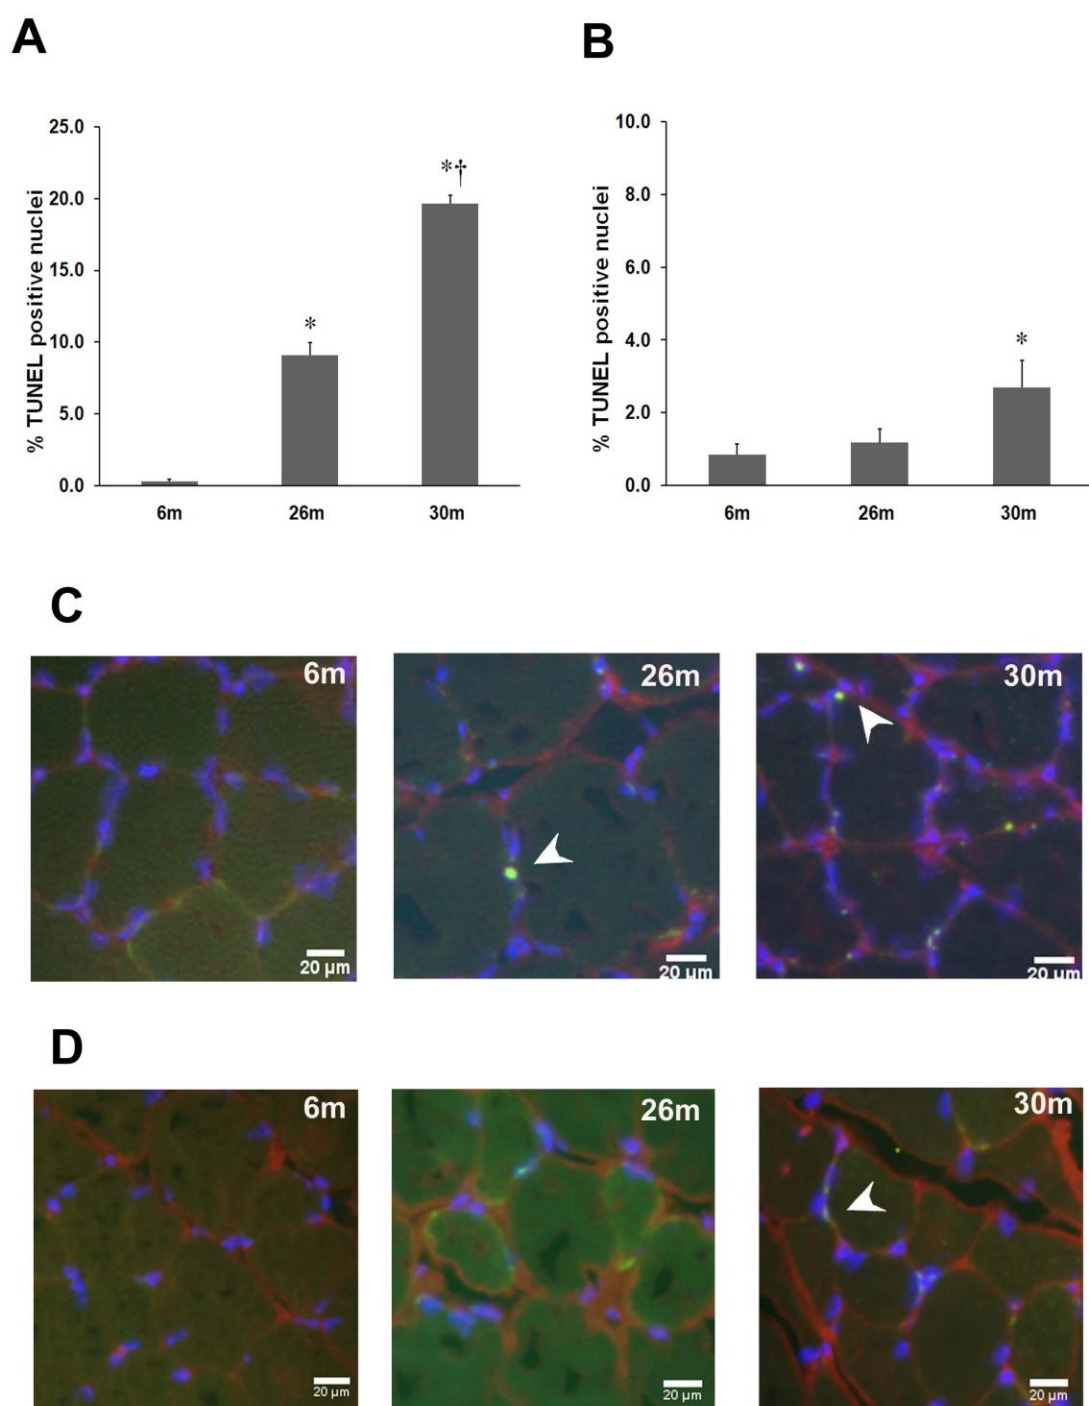 A
B
% TUNEL positive nuclei
25.0
20.0
15.0
10.0
5.0
0.0
*
*†
6m
26m
30m
% TUNEL positive nuclei
10.0
8.0
6.0
4.0
2.0
0.0
*
6m
26m
30m
C
6m
20 µm
26m
20 µm
30m
20 µm
D
6m
20 µm
26m
20 µm
30m
20 µm